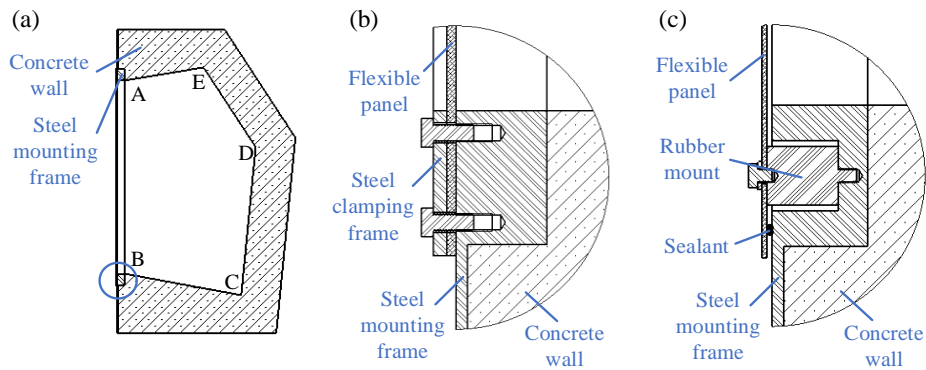 (a)
Concrete
wall
Steel
mounting
frame
A
E
D
B
C
(b)
Flexible
panel
Steel
clamping
frame
Steel
mounting
frame
Concrete
wall
(c)
Flexible
panel
Rubber
mount
Sealant
Steel
mounting
frame
Concrete
wall